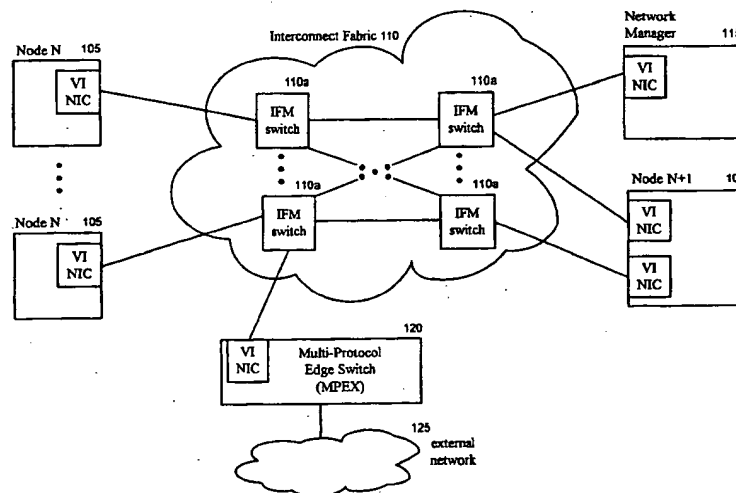 Node N 105
VI
NIC
Interconnect Fabric 110
Network
Manager
VI
NIC
110a
IFM
switch
110a
IFM
switch
Node N 105
VI
NIC
110a
IFM
switch
110a
IFM
switch
Node N+1
VI
NIC
VI
NIC
120
VI
NIC
Multi-Protocol
Edge Switch
(MPEX)
125
external
network